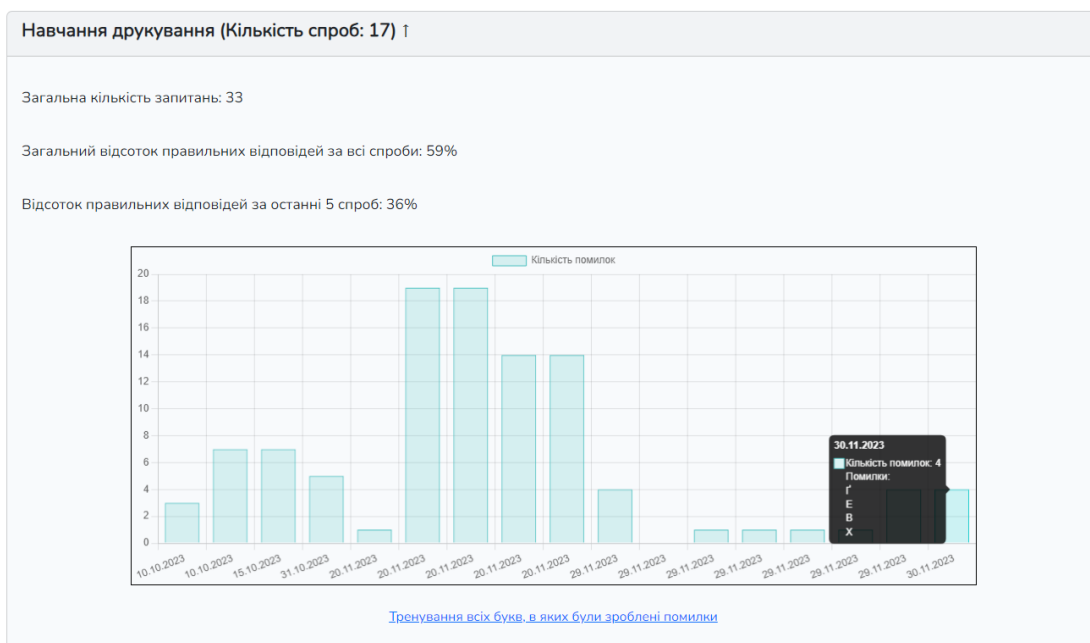 Навчання друкування (Кількість спроб: 17) ↑
Загальна кількість запитань: 33
Загальний відсоток правильних відповідей за всі спроби: 59%
Відсоток правильних відповідей за останні 5 спроб: 36%
Кількість помилок
20
18
16
14
12
10
8
6
4
2
0
30.11.2023
Кількість помилок: 4
Помилки:
Ґ
Е
В
Х
10.10.2023 10.10.2023 15.10.2023 31.10.2023 20.11.2023 20.11.2023 20.11.2023 20.11.2023 20.11.2023 29.11.2023 29.11.2023 29.11.2023 29.11.2023 29.11.2023 29.11.2023 29.11.2023 30.11.2023
Тренування всіх букв, в яких були зроблені помилки